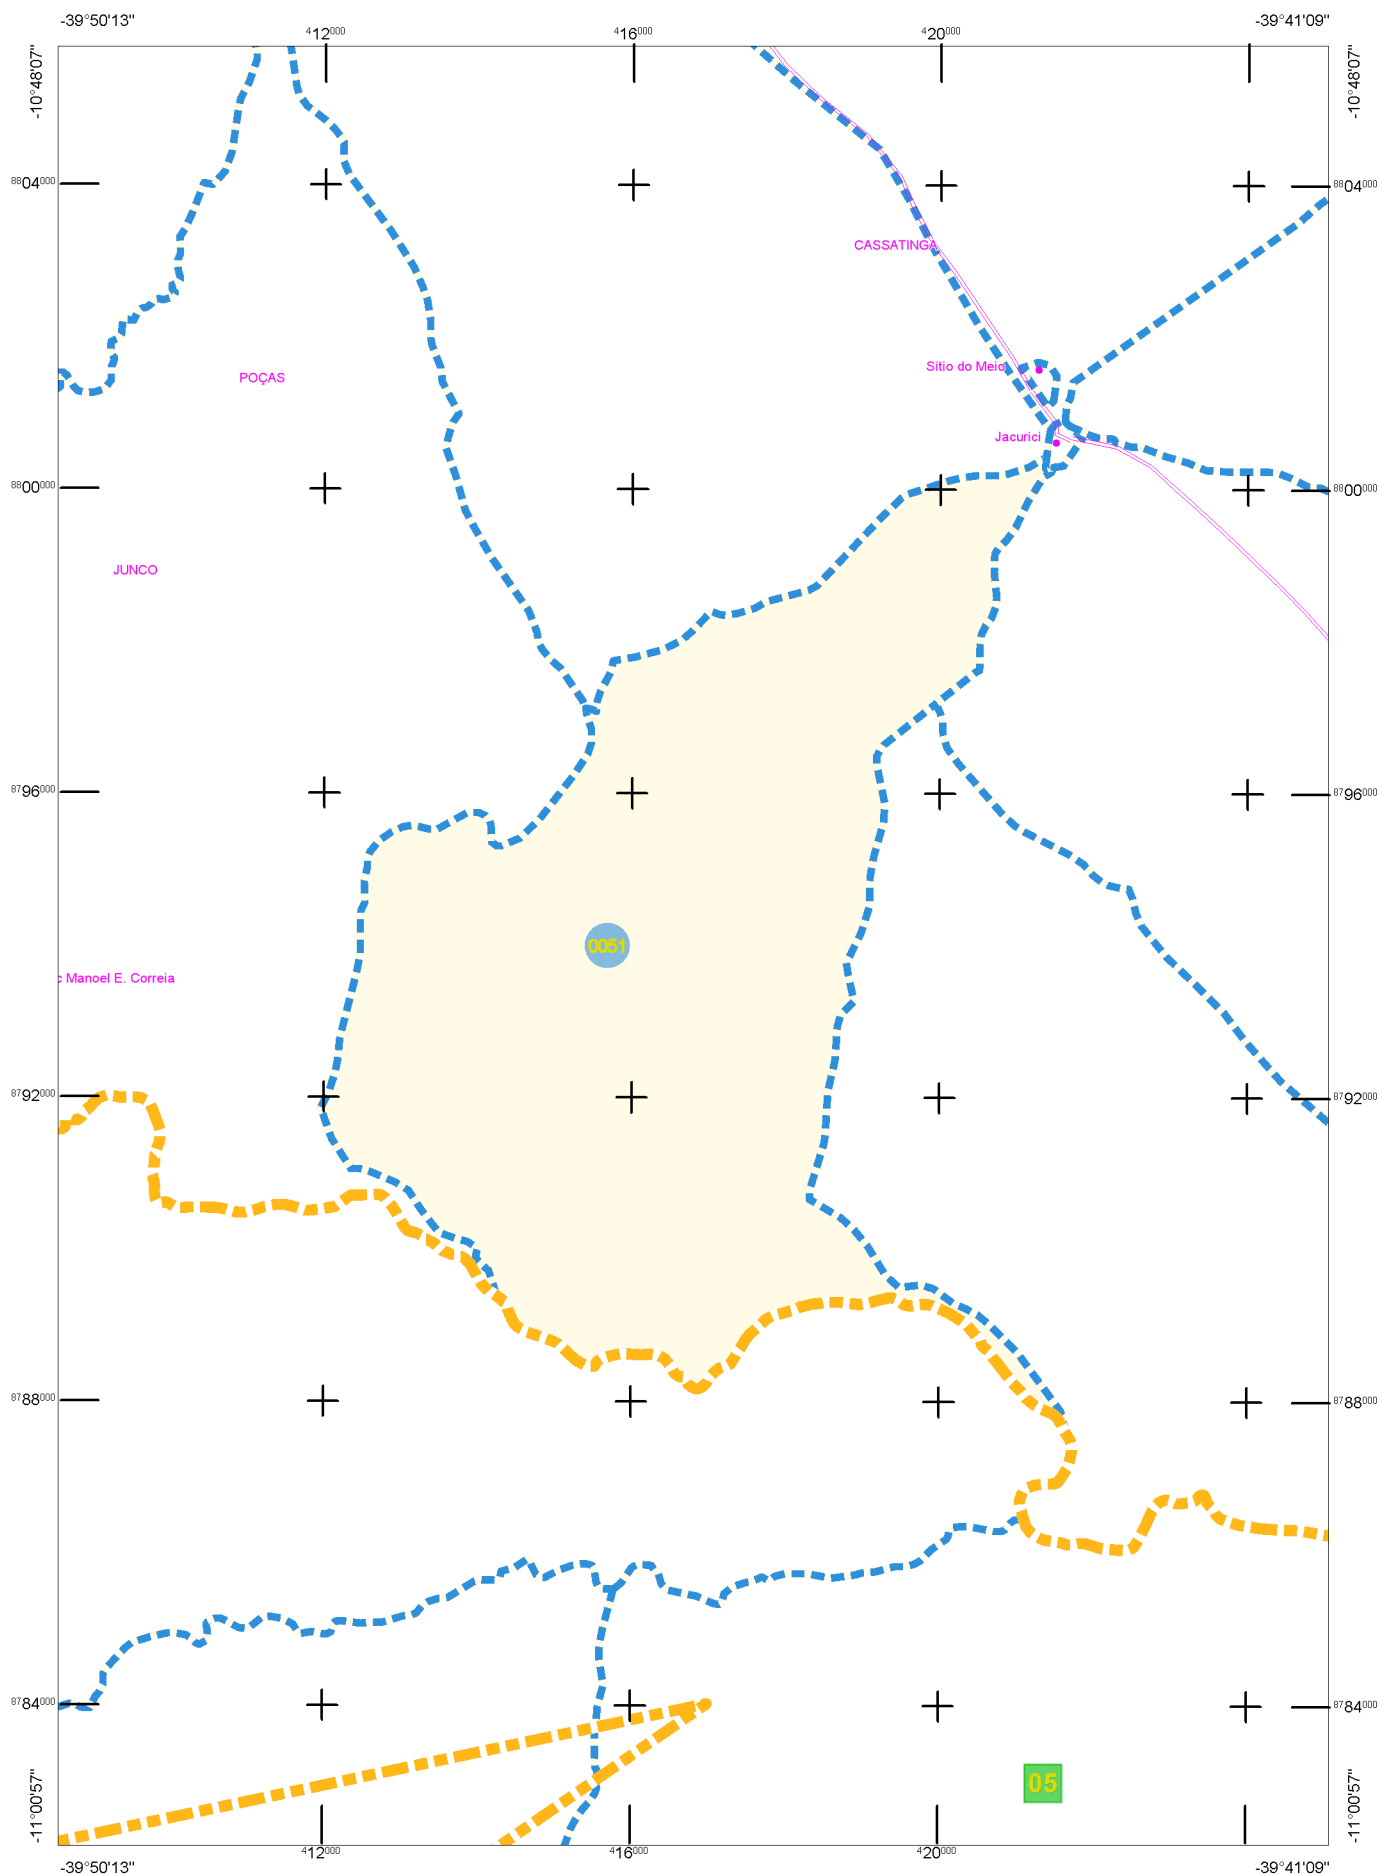 -39°50'13" -39°41'09"
412000 416000 420000
-10°48'07" -10°48'07"
8804000 8804000
CASSATINGA
Sítio do Meio
POÇAS
Jacurici
8800000 8800000
JUNCO
8796000 8796000
0051
c Manoel E. Correia
8792000 8792000
8788000 8788000
8784000 8784000
05
-11°00'57" -11°00'57"
412000 416000 420000
-39°50'13" -39°41'09"